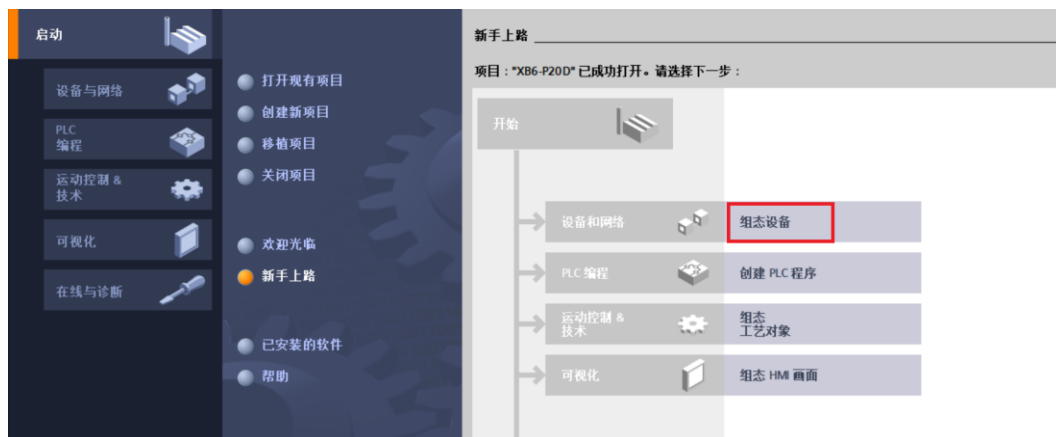 启动
设备与网络
PLC
编程
运动控制 &
技术
可视化
在线与诊断
打开现有项目
创建新项目
移植项目
关闭项目
欢迎光临
新手上路
已安装的软件
帮助
新手上路
项目："XB6-P20D" 已成功打开。请选择下一步：
开始
设备和网络
组态设备
PLC 编程
创建 PLC 程序
运动控制 &
技术
组态
工艺对象
可视化
组态 HMI 画面